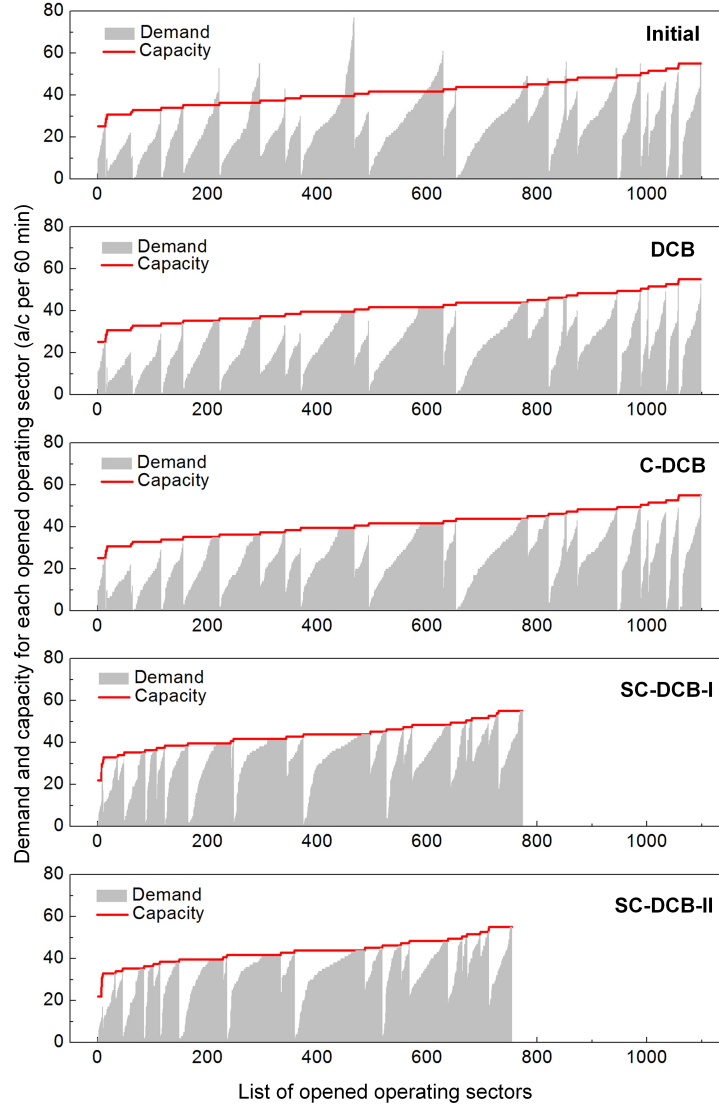 Demand and capacity for each opened operating sector (a/c per 60 min)
80
60
40
20
0
Demand
Capacity
Initial
0 200 400 600 800 1000
80
60
40
20
0
Demand
Capacity
DCB
0 200 400 600 800 1000
80
60
40
20
0
Demand
Capacity
C-DCB
0 200 400 600 800 1000
80
60
40
20
0
Demand
Capacity
SC-DCB-I
0 200 400 600 800 1000
80
60
40
20
0
Demand
Capacity
SC-DCB-II
0 200 400 600 800 1000
List of opened operating sectors